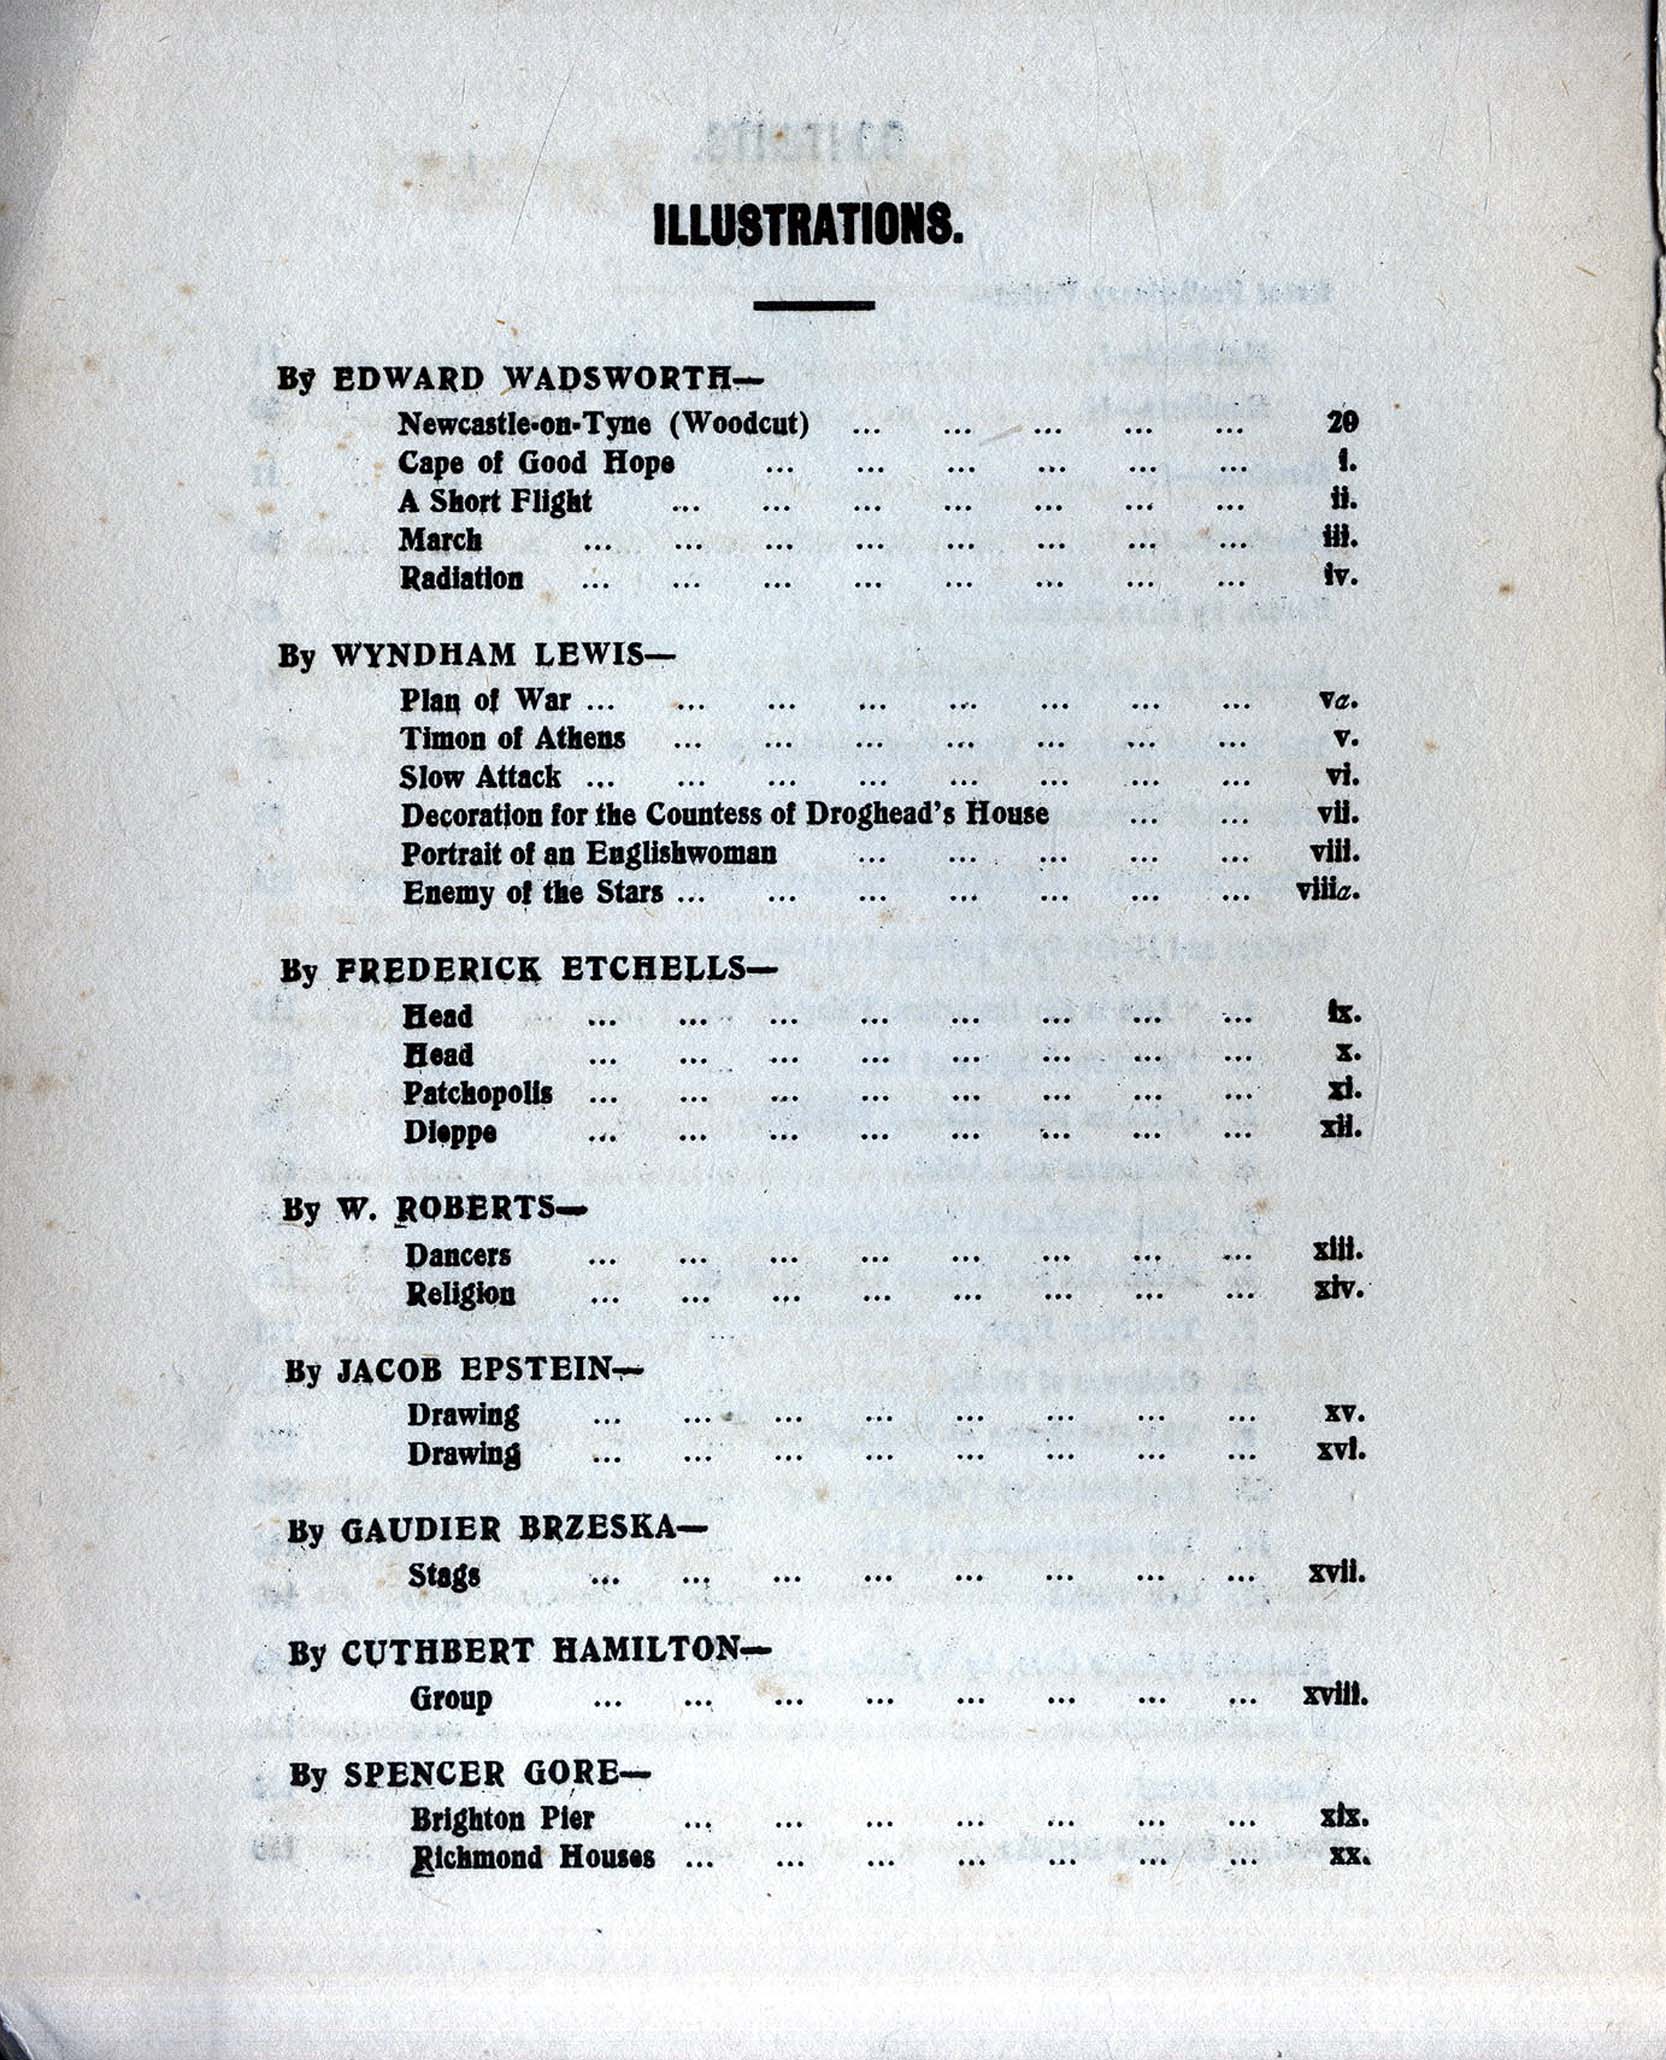 ILLUSTRATIONS.
By EDWARD WADSWORTH—
Newcastle-on-Tyne (Woodcut) ... ... ... ... ... 29
Cape of Good Hope ... ... ... ... ... ... i.
A Short Flight ... ... ... ... ... ... ... ii.
March ... ... ... ... ... ... ... ... iii.
Radiation ... ... ... ... ... ... ... ... iv.
By WYNDHAM LEWIS—
Plan of War ... ... ... ... ... ... ... ... va.
Timon of Athens ... ... ... ... ... ... ... v.
Slow Attack ... ... ... ... ... ... ... ... vi.
Decoration for the Countess of Droghead's House ... ... vii.
Portrait of an Englishwoman ... ... ... ... ... viii.
Enemy of the Stars ... ... ... ... ... ... ... viiia.
By FREDERICK ETCHELLS—
Head ... ... ... ... ... ... ... ... ix.
Head ... ... ... ... ... ... ... ... x.
Patchopolis ... ... ... ... ... ... ... ... xi.
Dieppe ... ... ... ... ... ... ... ... xii.
By W. ROBERTS—
Dancers ... ... ... ... ... ... ... ... xiii.
Religion ... ... ... ... ... ... ... ... xiv.
By JACOB EPSTEIN—
Drawing ... ... ... ... ... ... ... ... xv.
Drawing ... ... ... ... ... ... ... ... xvi.
By GAUDIER BRZESKA—
Stags ... ... ... ... ... ... ... ... xvii.
By CUTHBERT HAMILTON—
Group ... ... ... ... ... ... ... ... xviii.
By SPENCER GORE—
Brighton Pier ... ... ... ... ... ... ... xix.
Richmond Houses ... ... ... ... ... ... ... xx.